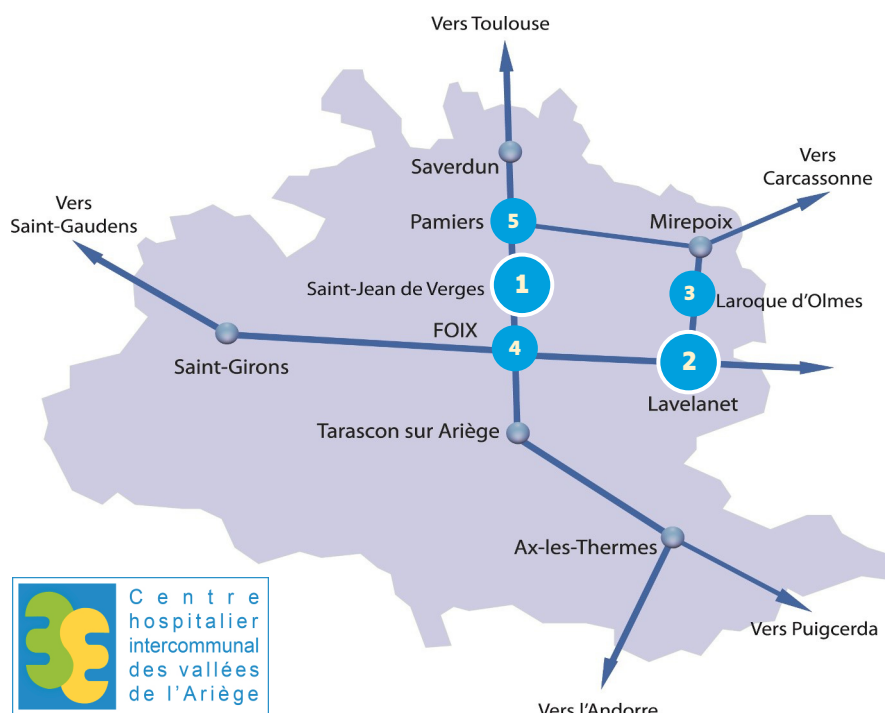 Vers Toulouse
Saverdun
Vers
Carcassonne
Vers
Saint-Gaudens
Pamiers
5
Mirepoix
Saint-Jean de Verges
1
3
Laroque d'Olmes
FOIX
4
2
Saint-Girons
Lavelanet
Tarascon sur Ariège
Ax-les-Thermes
Vers Puigcerda
Vers l'Andorre
Centre
hospitalier
intercommunal
des vallées
de l'Ariège